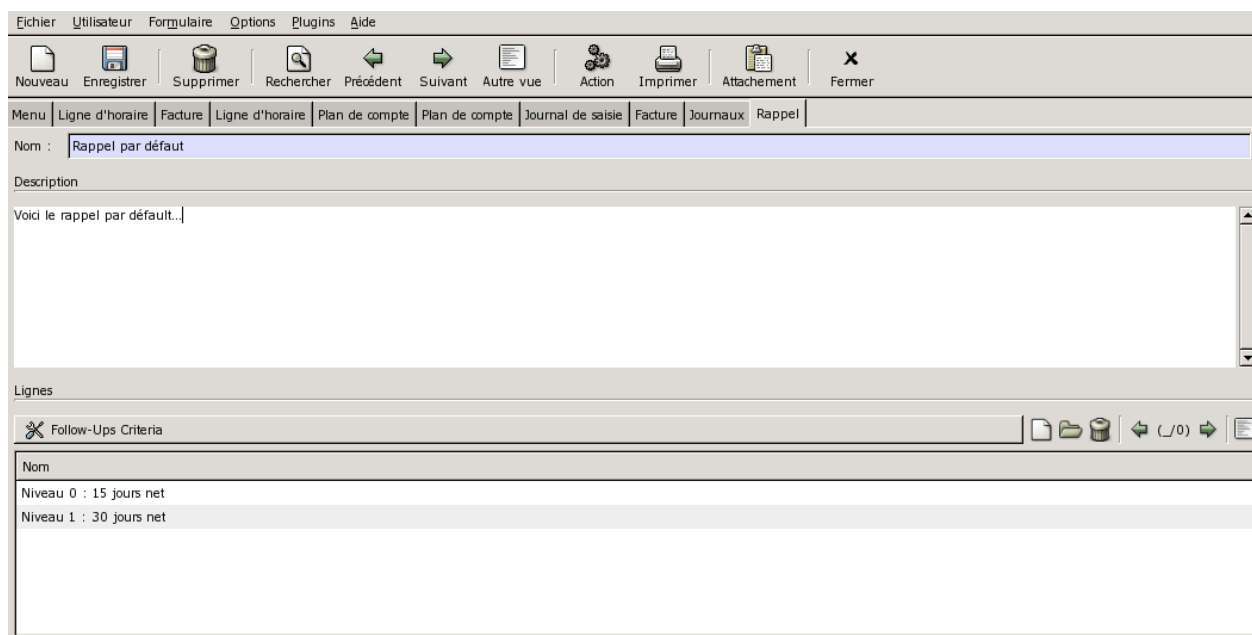 Fichier Utilisateur Formulaire Options Plugins Aide
Nouveau Enregistrer Supprimer Rechercher Précédent Suivant Autre vue Action Imprimer Attachement Fermer
Menu Ligne d'horaire Facture Ligne d'horaire Plan de compte Plan de compte Journal de saisie Facture Journaux Rappel
Nom : Rappel par défaut
Description
Voici le rappel par défault...
Lignes
Follow-Ups Criteria (_/0)
Nom
Niveau 0 : 15 jours net
Niveau 1 : 30 jours net